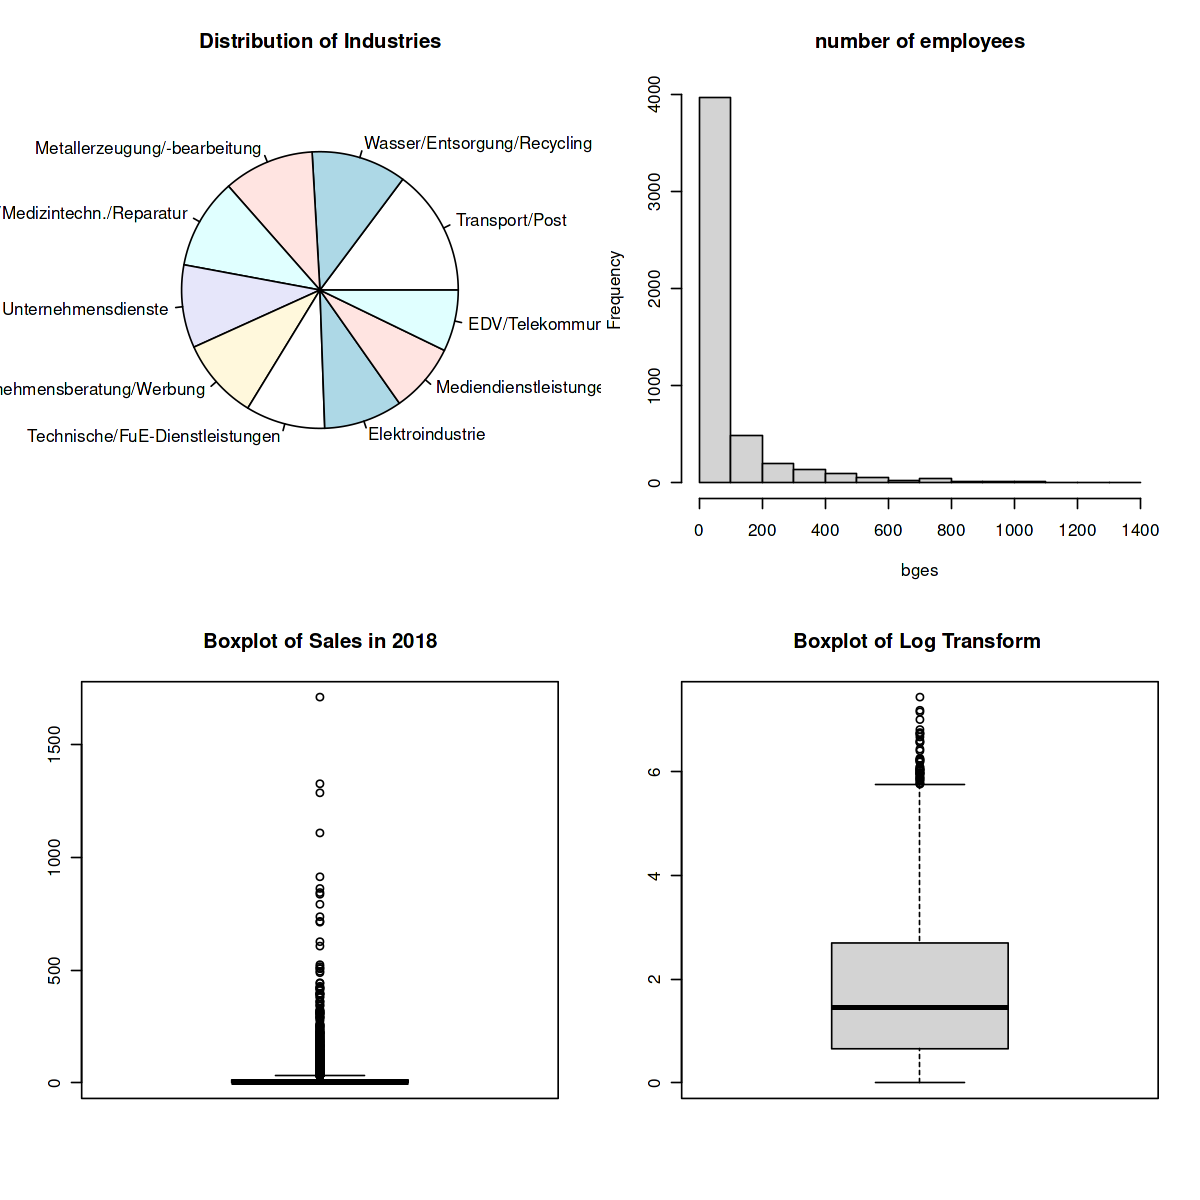 Distribution of Industries
Metallerzeugung/-bearbeitung
Wasser/Entsorgung/Recycling
/Medizintechn./Reparatur
Transport/Post
Unternehmensdienste
EDV/Telekommur
nehmensberatung/Werbung
Mediendienstleistunge
Technische/FuE-Dienstleistungen
Elektroindustrie
number of employees
Frequency
4000
3000
2000
1000
0
0 200 400 600 800 1000 1200 1400
bges
Boxplot of Sales in 2018
1500
1000
500
0
Boxplot of Log Transform
6
4
2
0